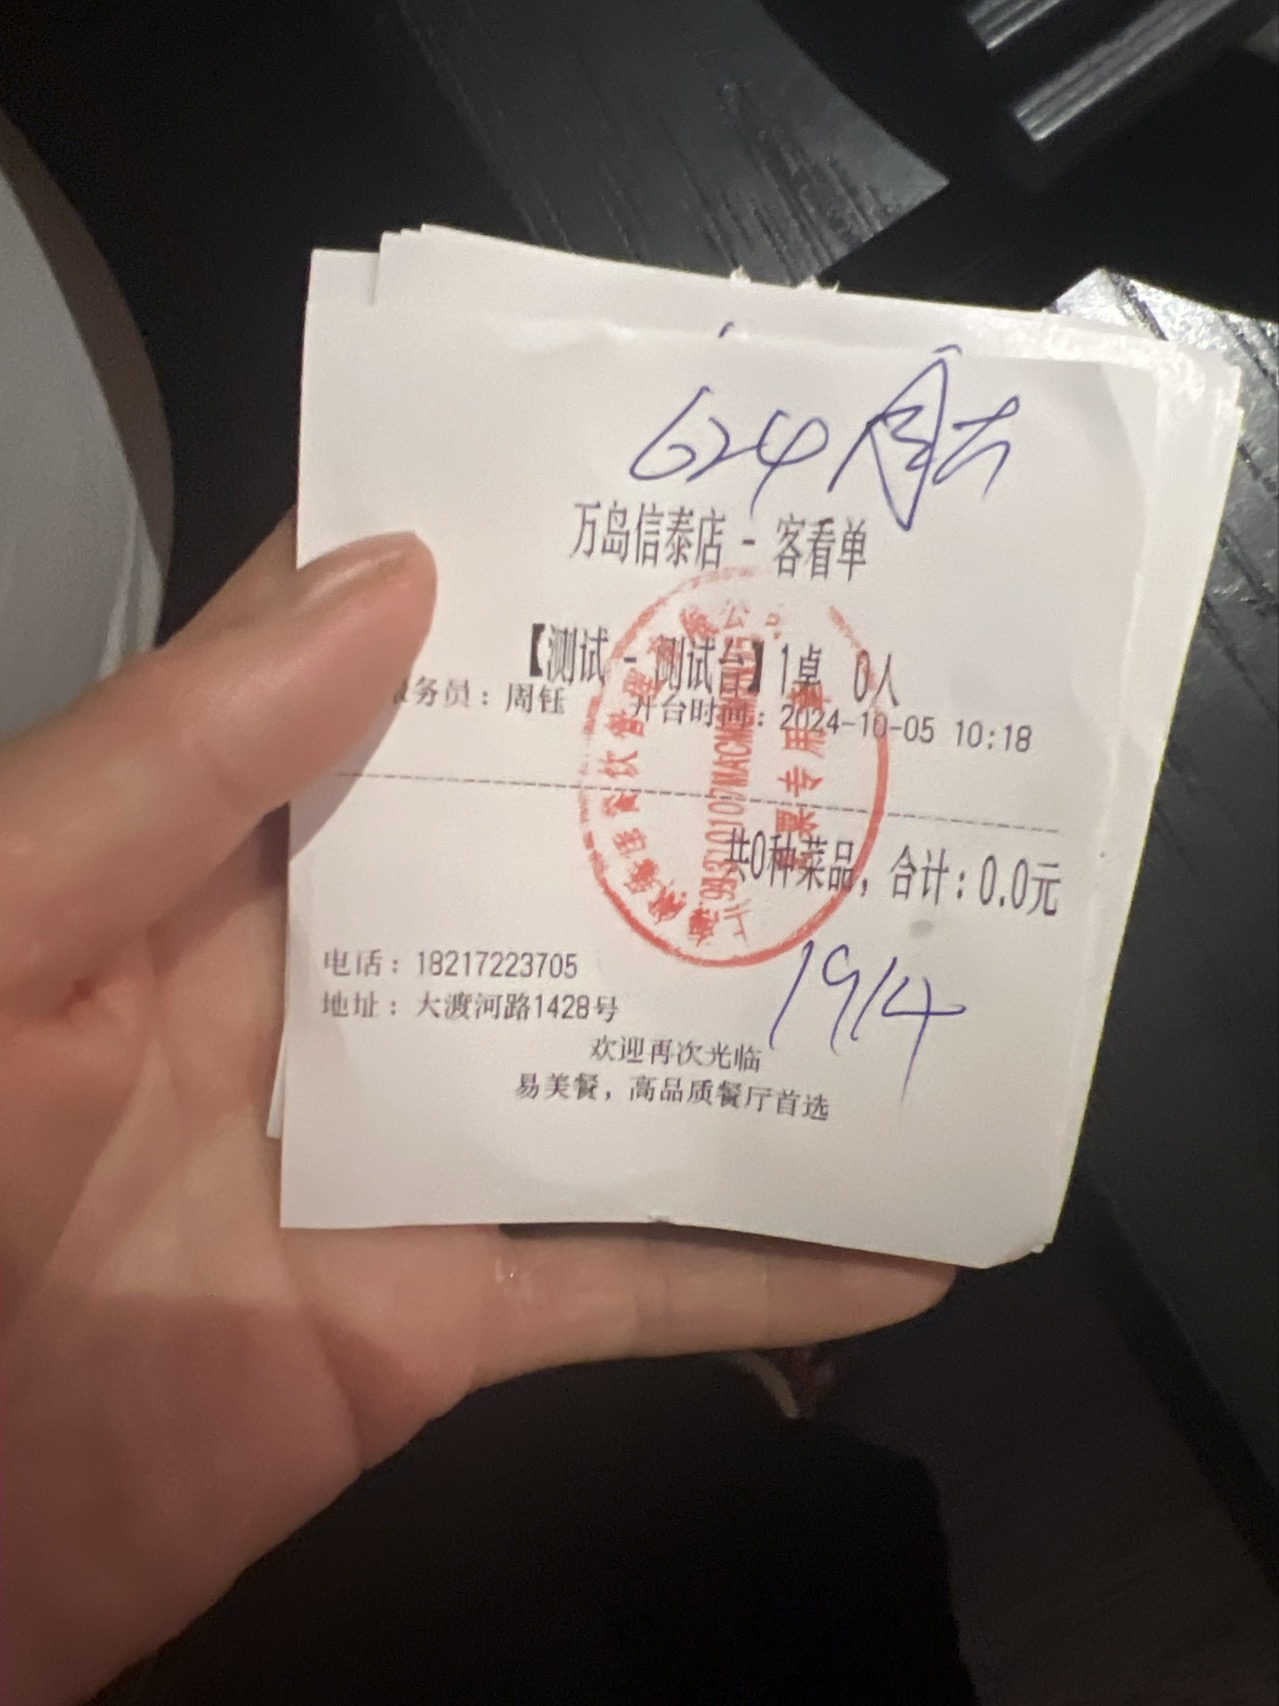 624
万岛信泰店 - 客看单
【测试 - 测试台】1桌 0人
服务员：周钰 开台时间：2024-10-05 10:18
共0种菜品，合计：0.0元
1914
电话：18217223705
地址：大渡河路1428号
欢迎再次光临
易美餐，高品质餐厅首选